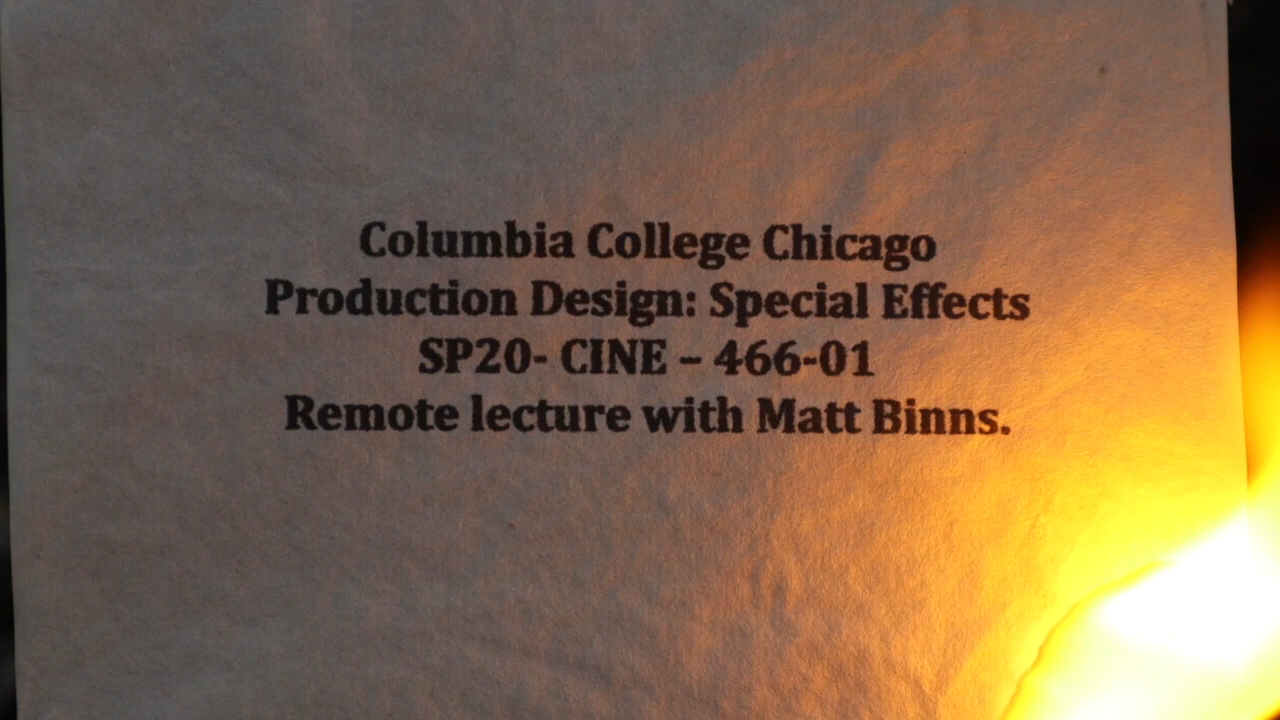 Columbia College Chicago
Production Design: Special Effects
SP20- CINE – 466-01
Remote lecture with Matt Binns.